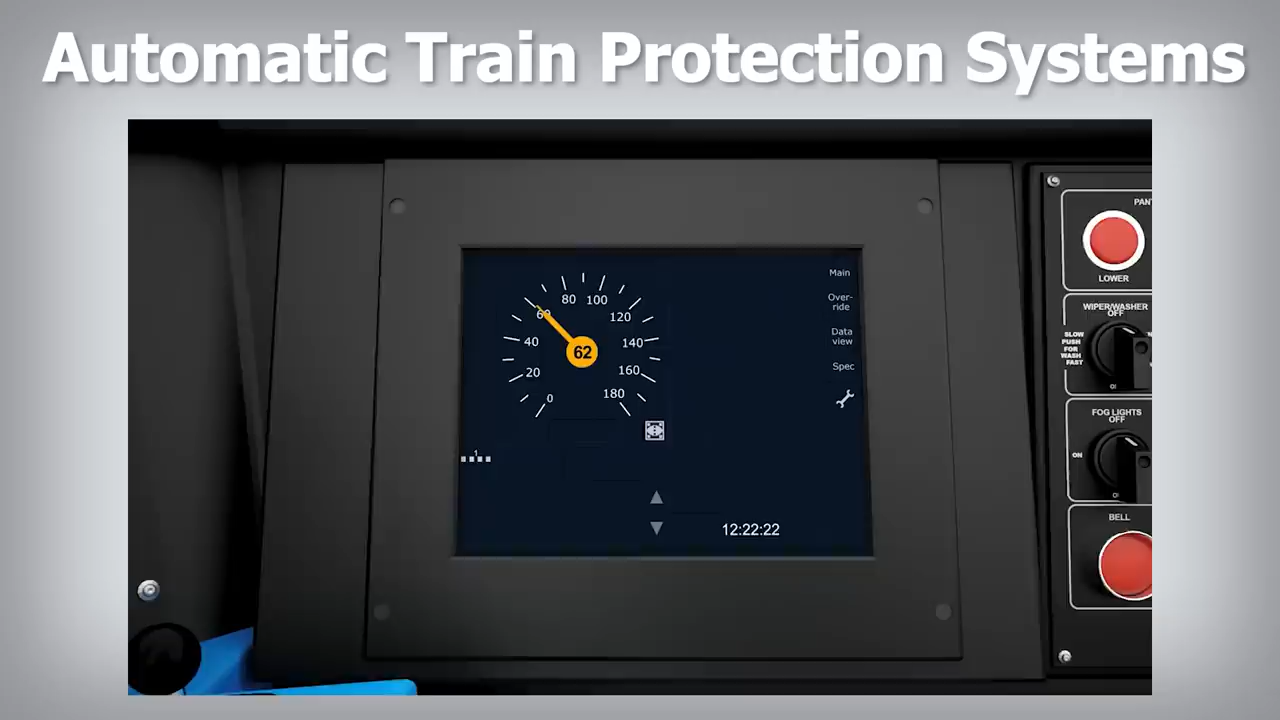 Automatic Train Protection Systems
PAN
LOWER
WIPER/WASHER
OFF
SLOW
PUSH
FOR
WASH
FAST
FOG LIGHTS
OFF
ON
BELL
Main
Over-
ride
Data
view
Spec
80 100
60 120
40 140
20 160
0 180
62
1
12:22:22